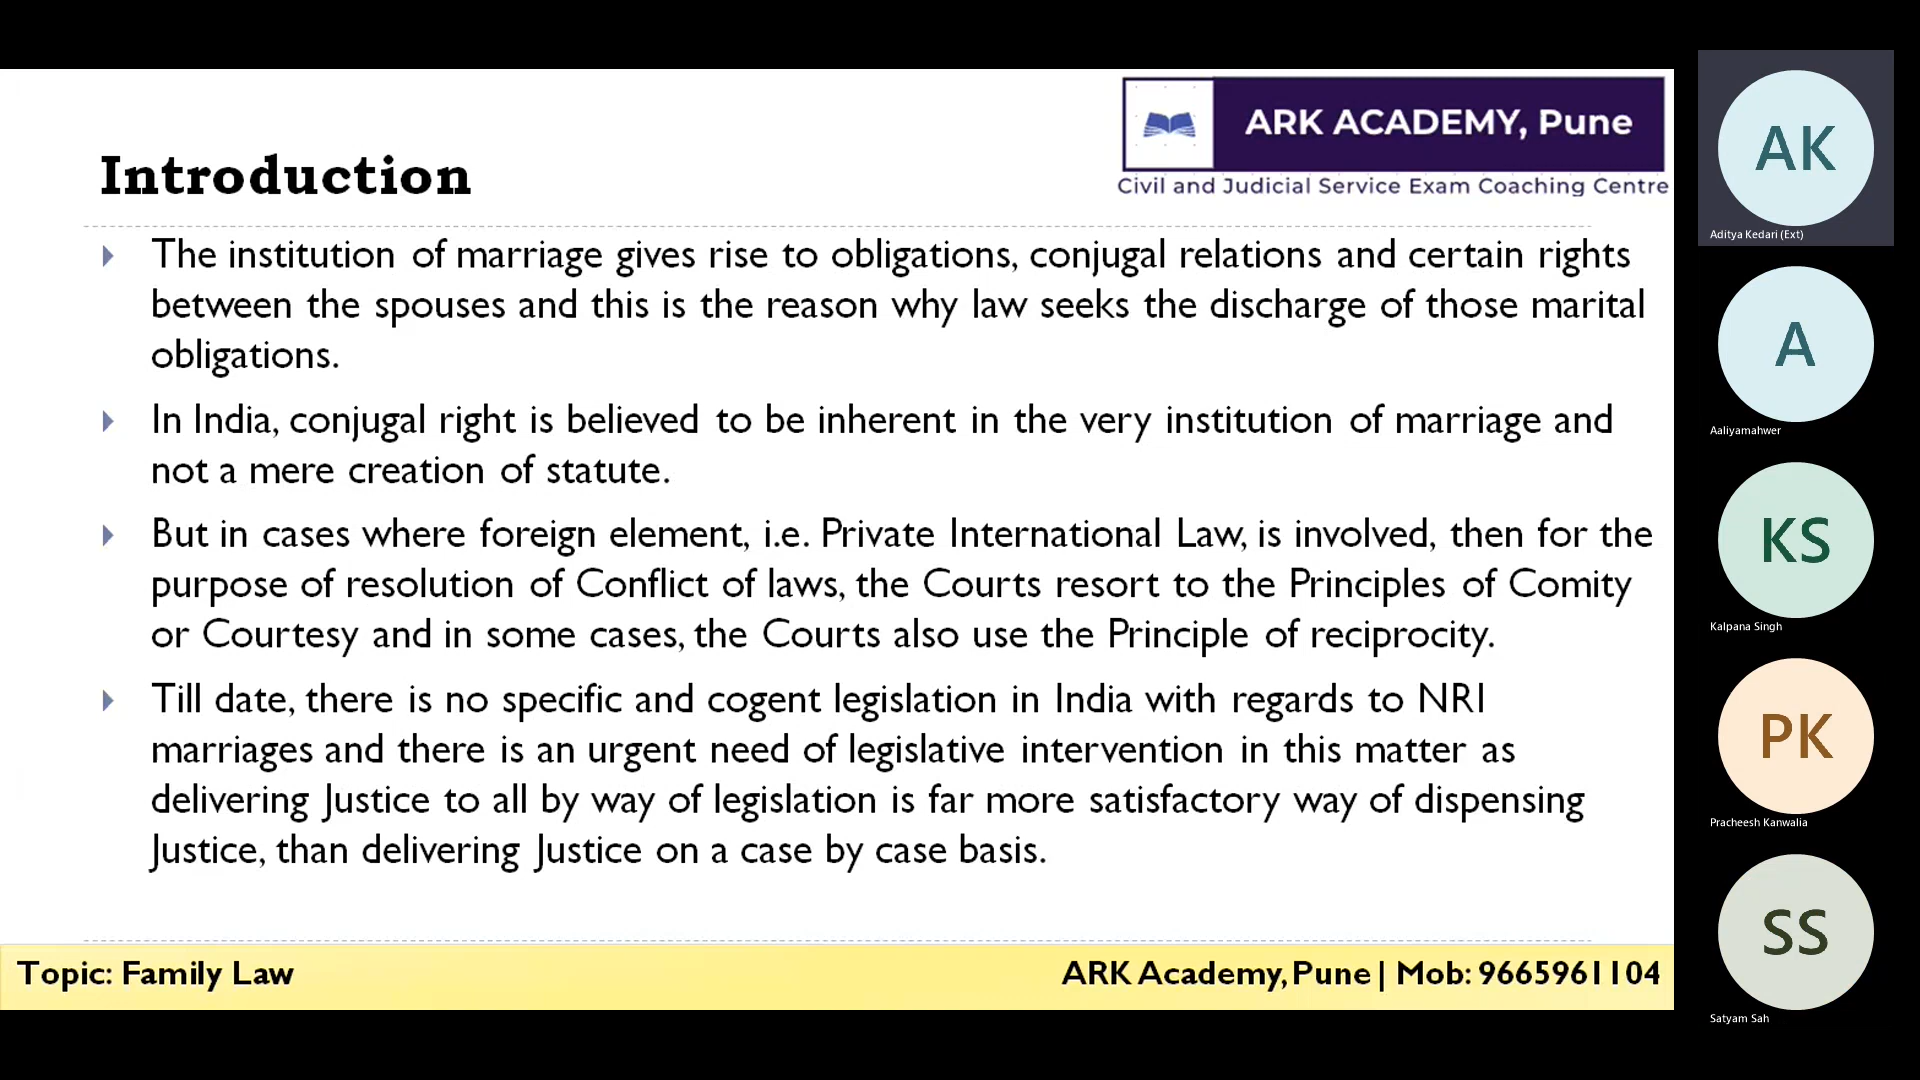 ARK ACADEMY, Pune
Civil and Judicial Service Exam Coaching Centre
Introduction
The institution of marriage gives rise to obligations, conjugal relations and certain rights
between the spouses and this is the reason why law seeks the discharge of those marital
obligations.
In India, conjugal right is believed to be inherent in the very institution of marriage and
not a mere creation of statute.
But in cases where foreign element, i.e. Private International Law, is involved, then for the
purpose of resolution of Conflict of laws, the Courts resort to the Principles of Comity
or Courtesy and in some cases, the Courts also use the Principle of reciprocity.
Till date, there is no specific and cogent legislation in India with regards to NRI
marriages and there is an urgent need of legislative intervention in this matter as
delivering Justice to all by way of legislation is far more satisfactory way of dispensing
Justice, than delivering Justice on a case by case basis.
Topic: Family Law
ARK Academy, Pune | Mob: 9665961104
AK
Aditya Kedari (Ext)
A
Aaliyamahwer
KS
Kalpana Singh
PK
Pracheesh Kanwalia
SS
Satyam Sah